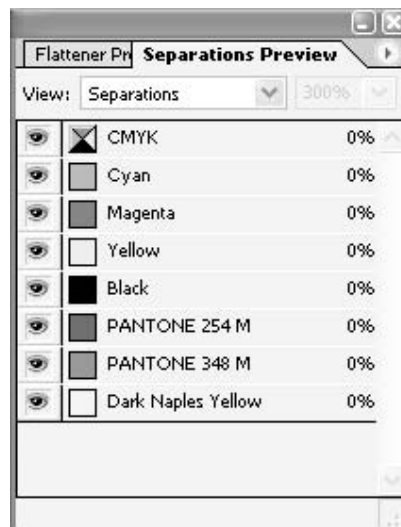 Flattener Pr Separations Preview
View: Separations 300%
CMYK 0%
Cyan 0%
Magenta 0%
Yellow 0%
Black 0%
PANTONE 254 M 0%
PANTONE 348 M 0%
Dark Naples Yellow 0%